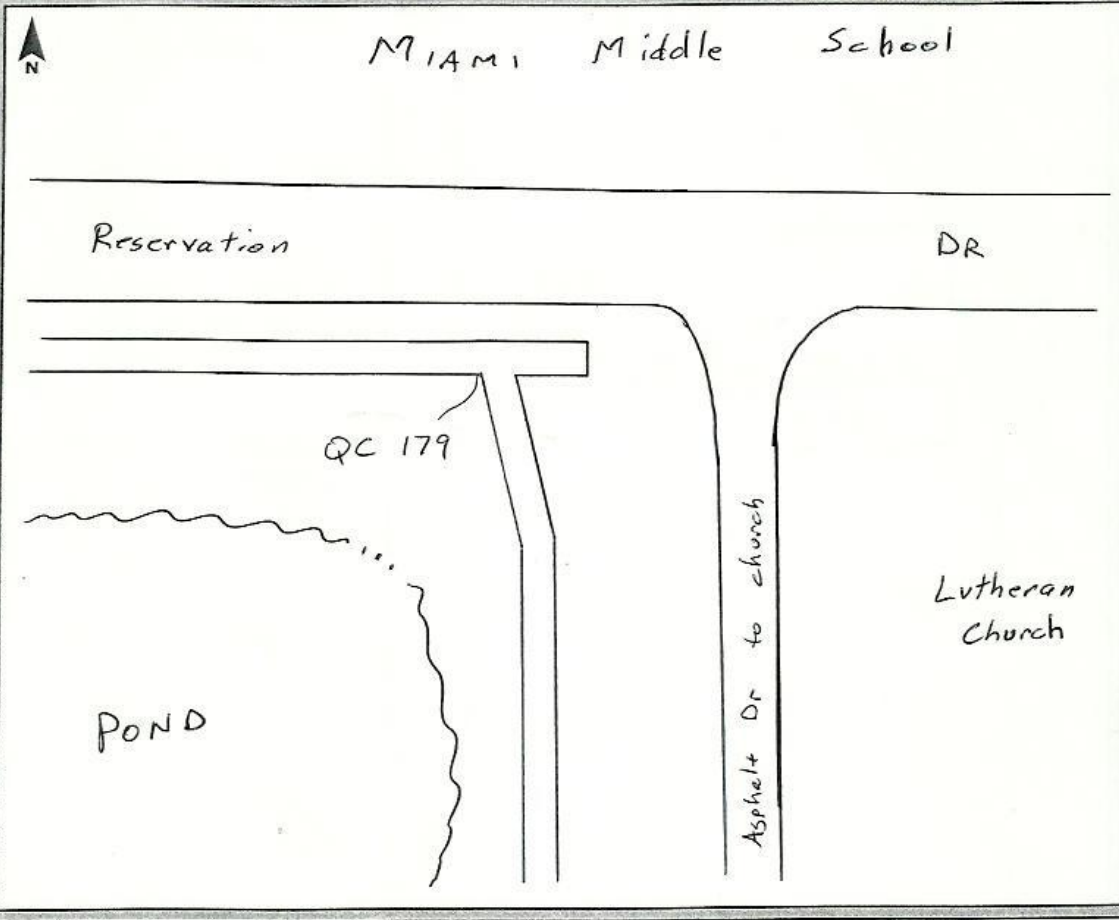 N
MIAMI Middle School
Reservation DR
QC 179
Asphalt Dr to church
Lutheran
Church
POND